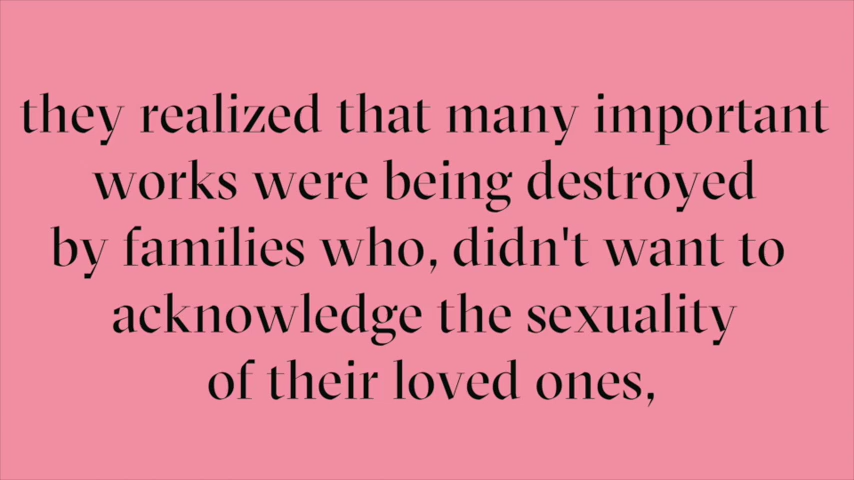 they realized that many important
works were being destroyed
by families who, didn't want to
acknowledge the sexuality
of their loved ones,